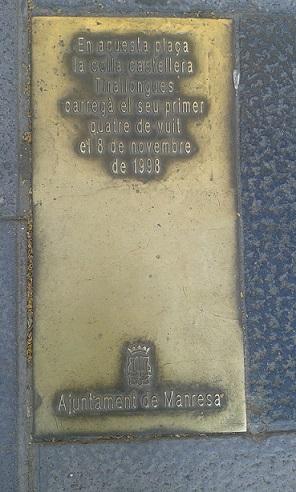 En aquesta plaça
la colla castellera
Tirallongues
carregà el seu primer
quatre de vuit
el 8 de novembre
de 1998
Ajuntament de Manresa